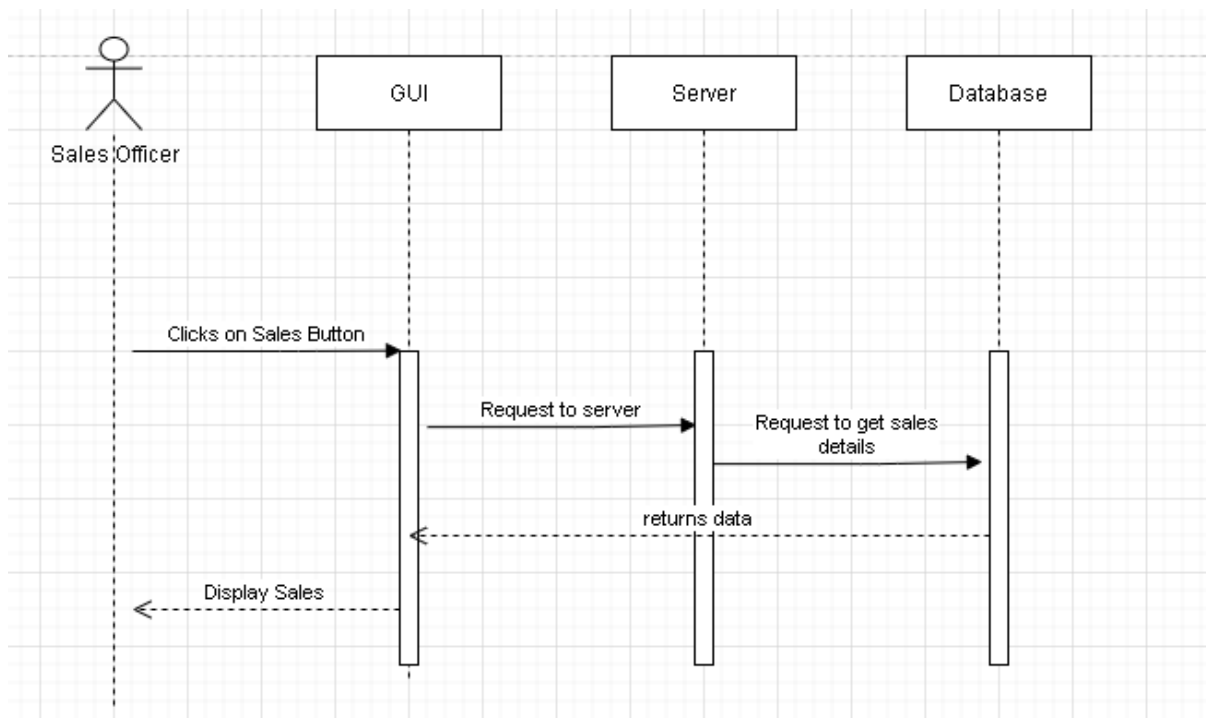 GUI
Server
Database
Sales Officer
Clicks on Sales Button
Request to server
Request to get sales
details
returns data
Display Sales